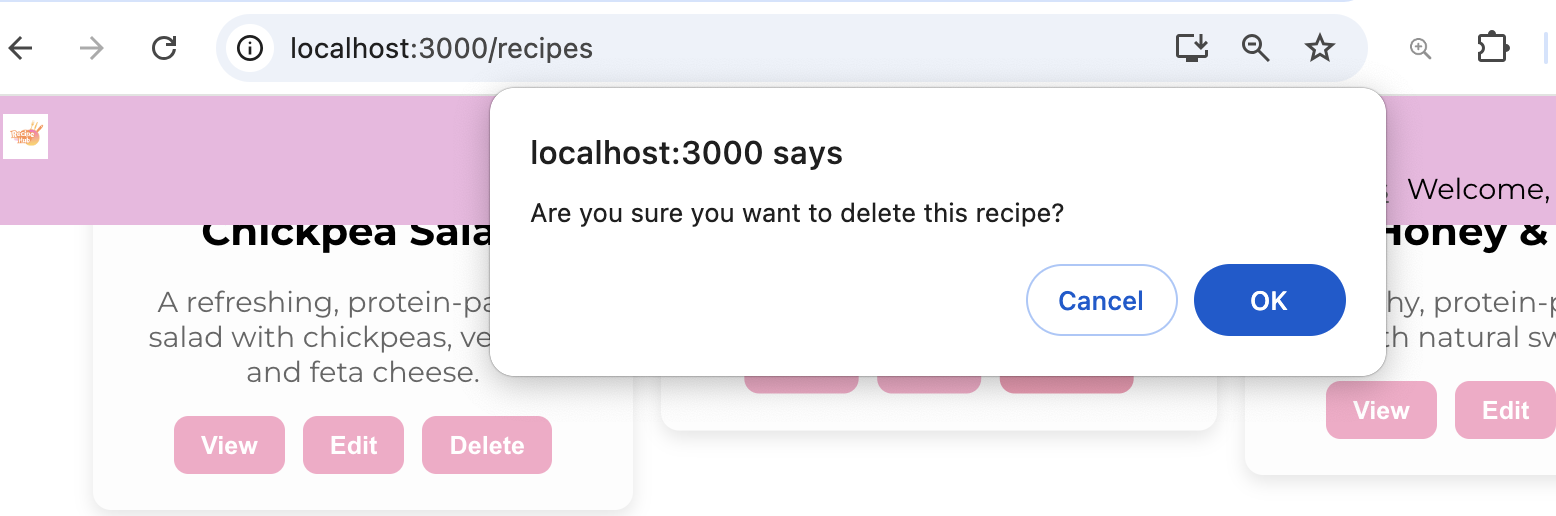 localhost:3000/recipes
localhost:3000 says
Are you sure you want to delete this recipe?
Cancel OK
Recipe
Hub
Welcome,
Chickpea Sala
Honey &
A refreshing, protein-pa
salad with chickpeas, ve
and feta cheese.
hy, protein-p
th natural sw
View Edit Delete
View Edit